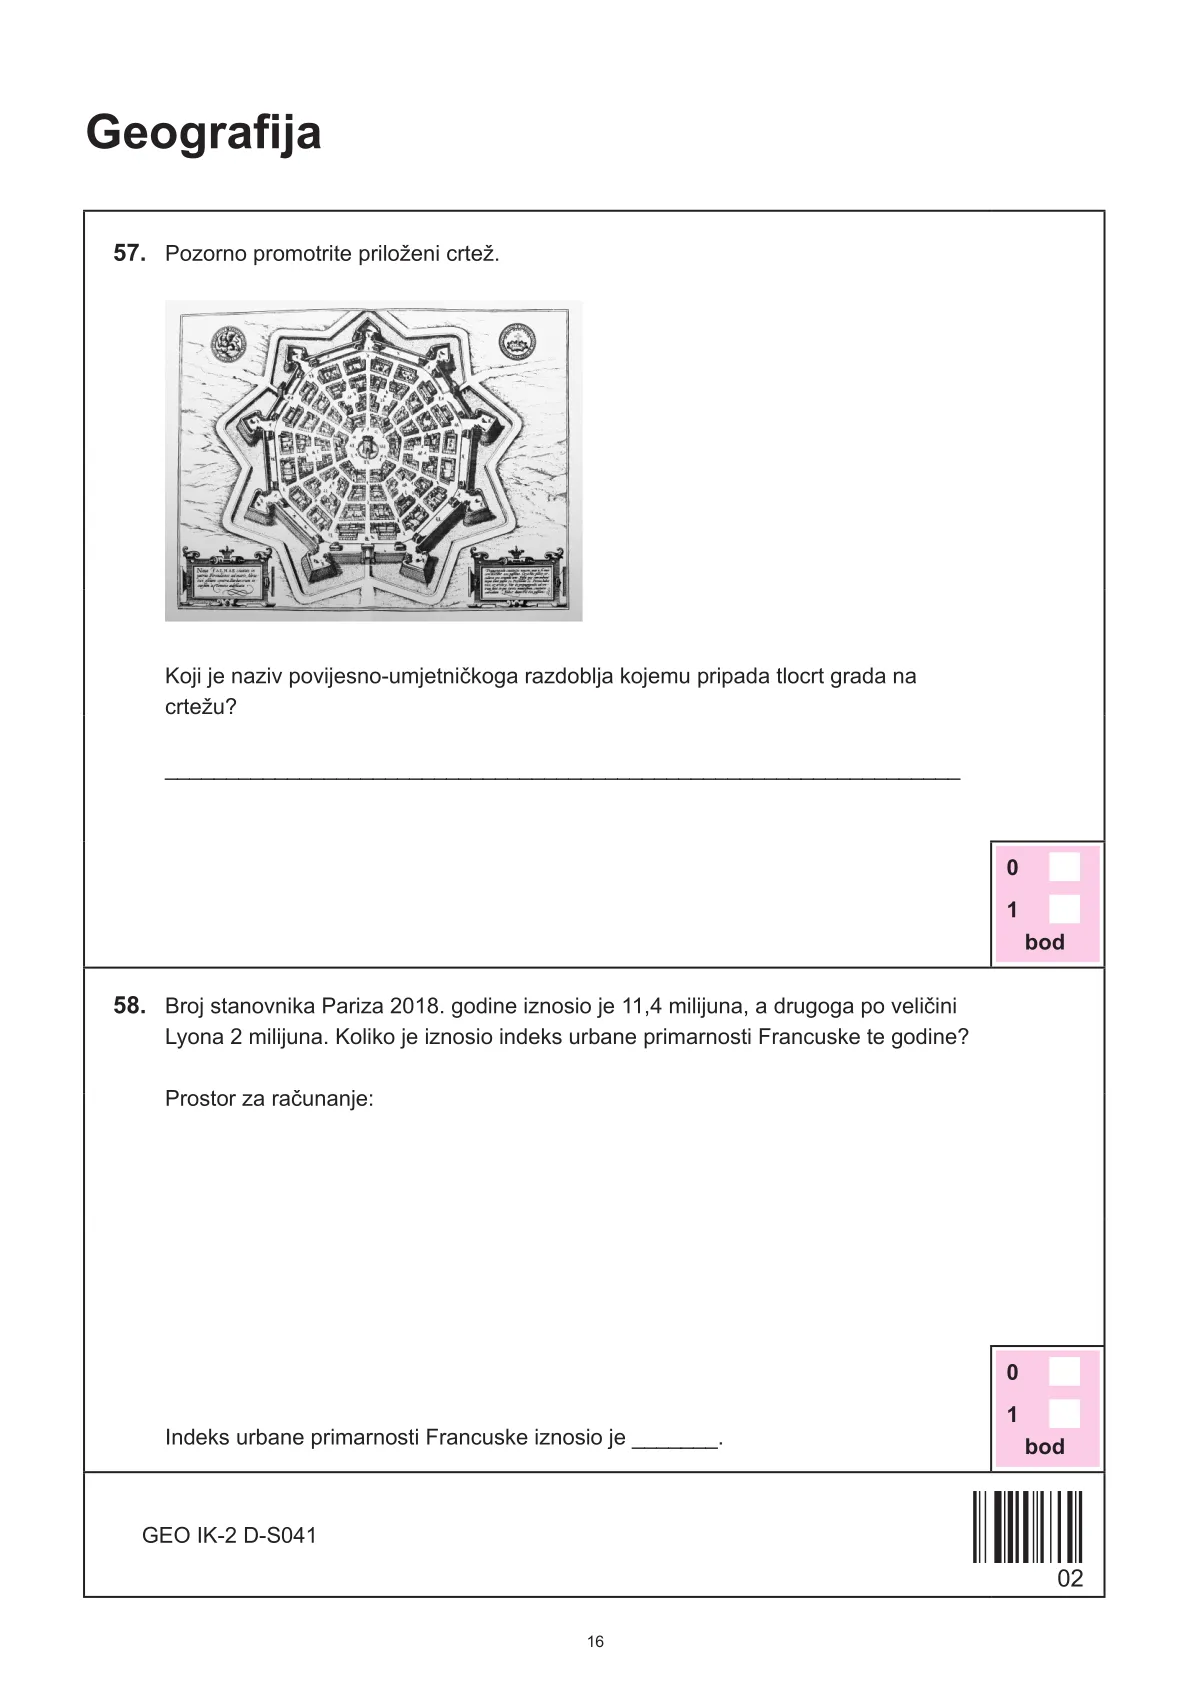 Geografija
57. Pozorno promotrite priloženi crtež.
Koji je naziv povijesno-umjetničkoga razdoblja kojemu pripada tlocrt grada na
crtežu?
0
1
bod
58. Broj stanovnika Pariza 2018. godine iznosio je 11,4 milijuna, a drugoga po veličini
Lyona 2 milijuna. Koliko je iznosio indeks urbane primarnosti Francuske te godine?
Prostor za računanje:
Indeks urbane primarnosti Francuske iznosio je _______.
0
1
bod
GEO IK-2 D-S041
02
16